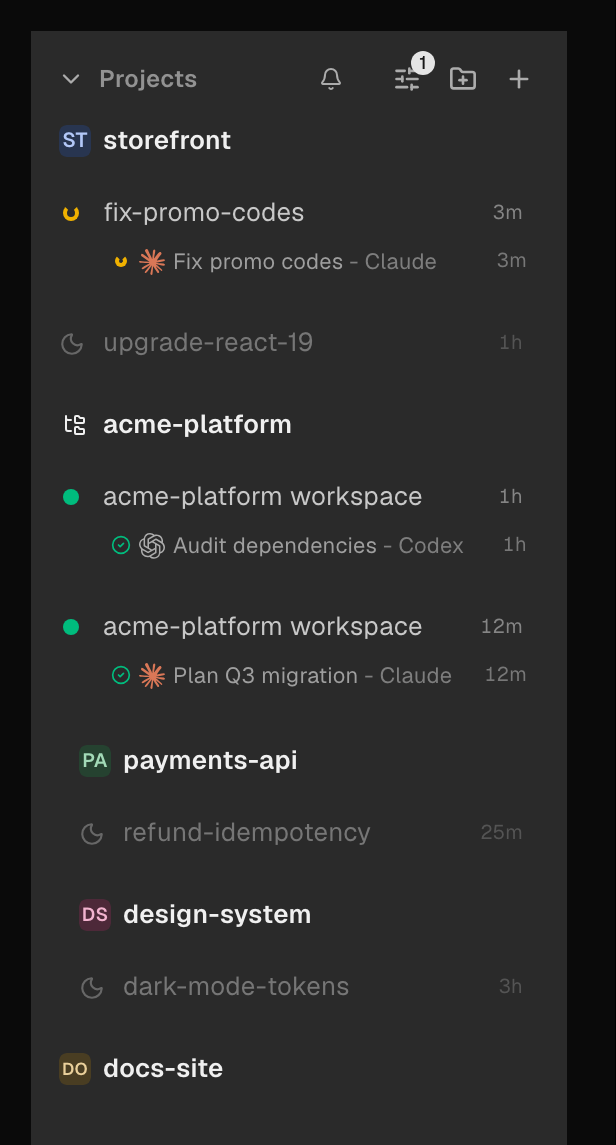 Projects 1
ST storefront
fix-promo-codes 3m
Fix promo codes - Claude 3m
upgrade-react-19 1h
acme-platform
acme-platform workspace 1h
Audit dependencies - Codex 1h
acme-platform workspace 12m
Plan Q3 migration - Claude 12m
PA payments-api
refund-idempotency 25m
DS design-system
dark-mode-tokens 3h
DO docs-site